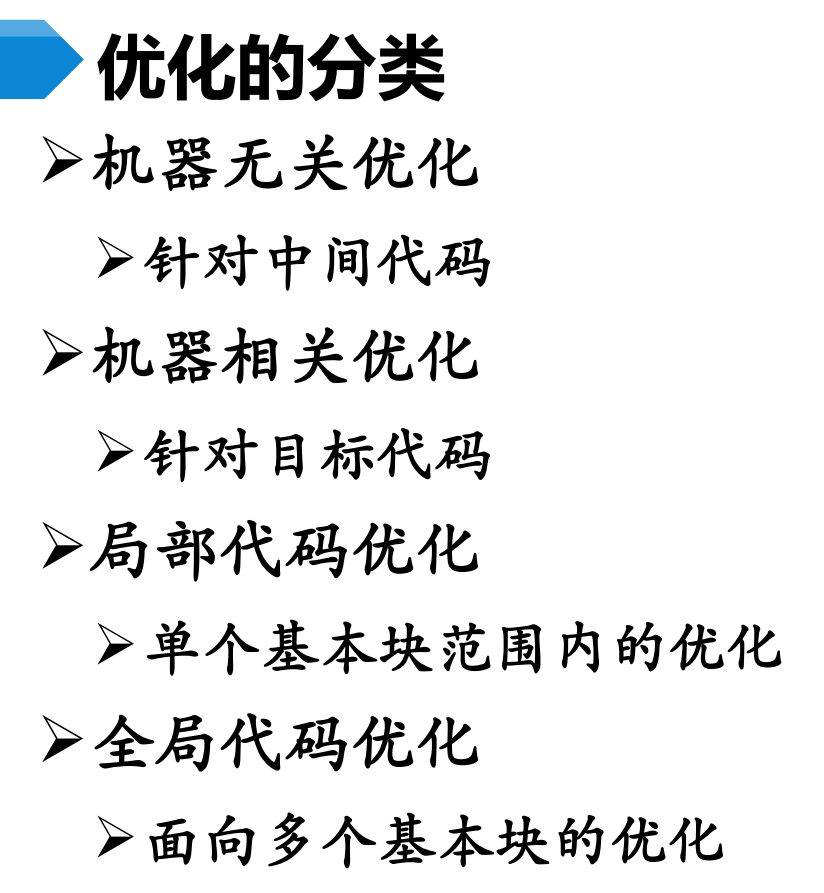 优化的分类
机器无关优化
针对中间代码
机器相关优化
针对目标代码
局部代码优化
单个基本块范围内的优化
全局代码优化
面向多个基本块的优化